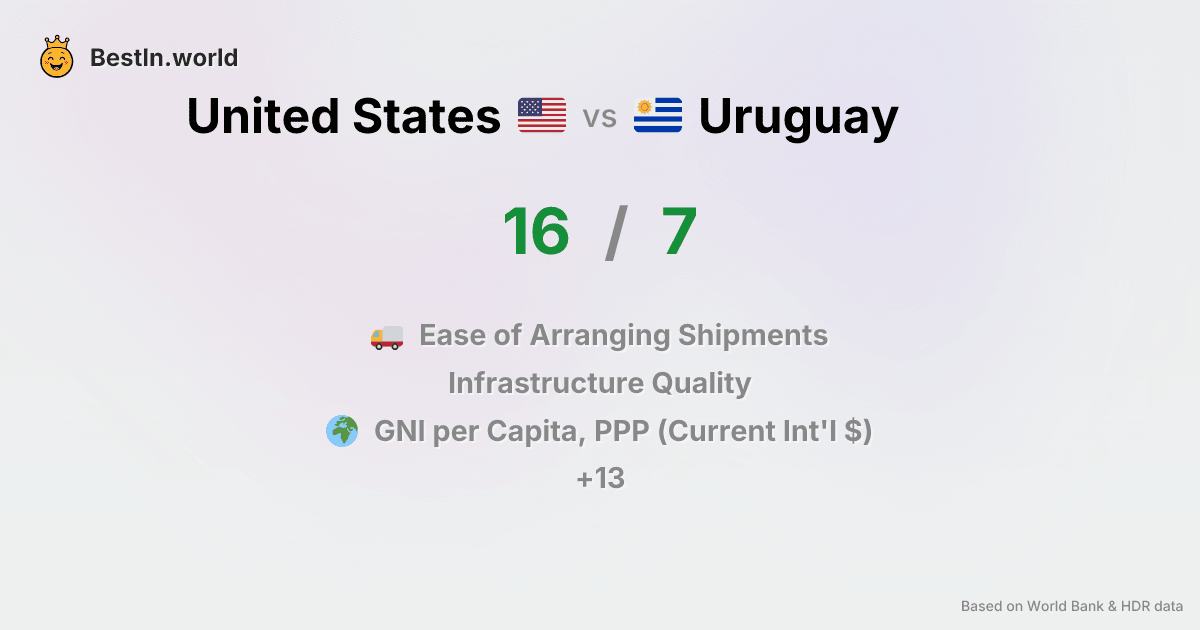 BestIn.world
United States vs Uruguay
16 / 7
Ease of Arranging Shipments
Infrastructure Quality
GNI per Capita, PPP (Current Int'l $)
+13
Based on World Bank & HDR data